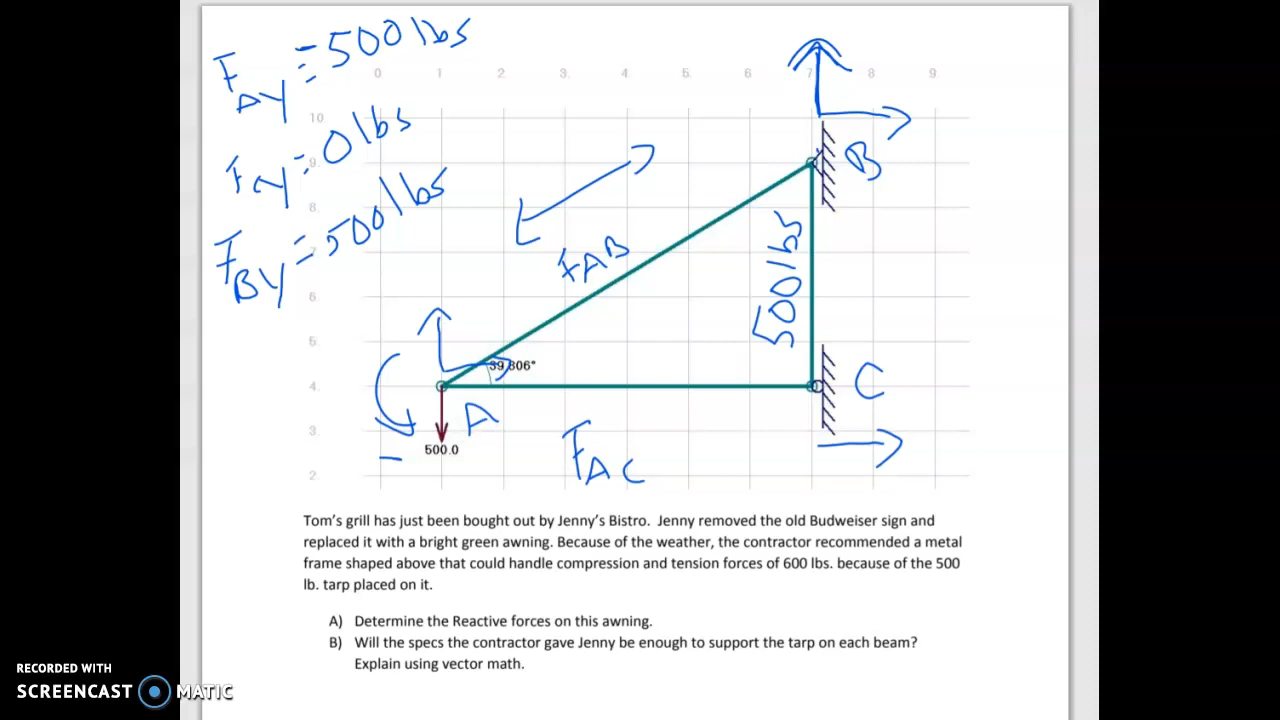 F_AY = 500 lbs
0 1 2. 3. 4. 5. 6 7 8 9.
10
F_CY = 0 lbs
9.
B
8
F_BY = 500 lbs
F_AB
500 lbs
6.
5.
39.806°
4.
C
A
3.
500.0
F_AC
2.
Tom's grill has just been bought out by Jenny's Bistro. Jenny removed the old Budweiser sign and
replaced it with a bright green awning. Because of the weather, the contractor recommended a metal
frame shaped above that could handle compression and tension forces of 600 lbs. because of the 500
lb. tarp placed on it.
A) Determine the Reactive forces on this awning.
B) Will the specs the contractor gave Jenny be enough to support the tarp on each beam?
Explain using vector math.
RECORDED WITH
SCREENCAST MATIC